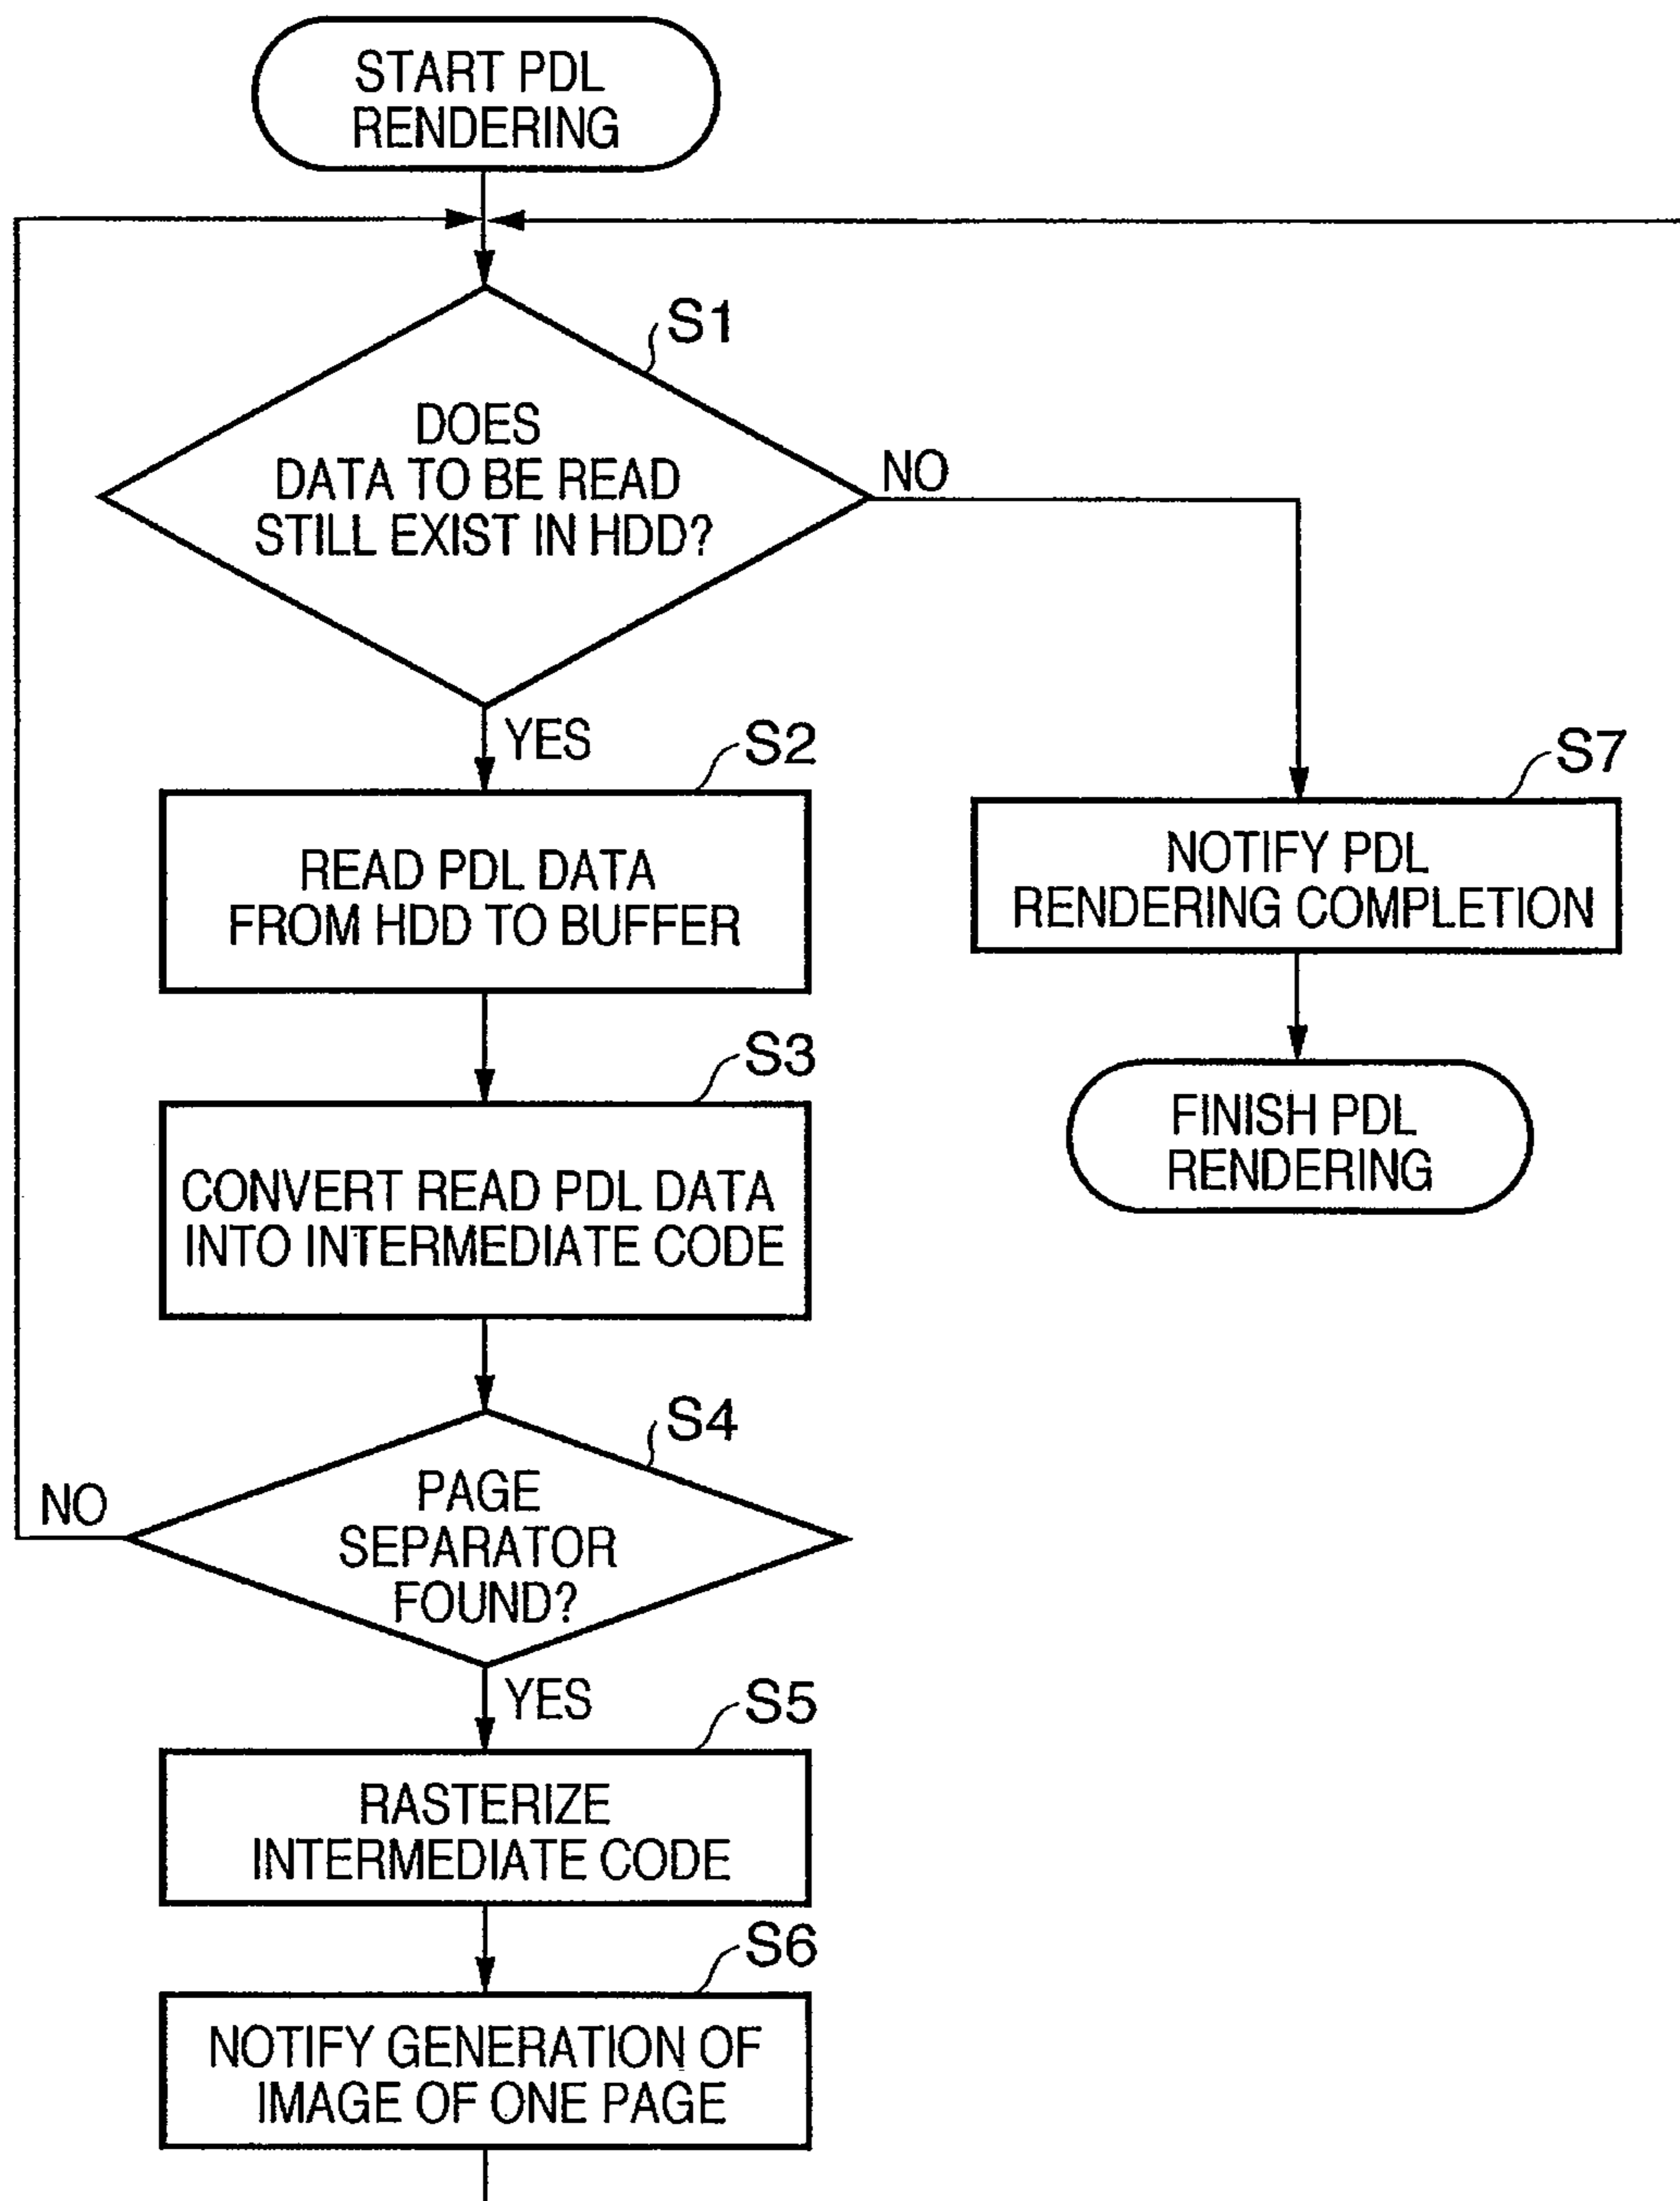 START PDL
RENDERING
S1
DOES
DATA TO BE READ
STILL EXIST IN HDD?
NO
YES
S2
READ PDL DATA
FROM HDD TO BUFFER
S7
NOTIFY PDL
RENDERING COMPLETION
S3
CONVERT READ PDL DATA
INTO INTERMEDIATE CODE
FINISH PDL
RENDERING
S4
PAGE
SEPARATOR
FOUND?
NO
YES
S5
RASTERIZE
INTERMEDIATE CODE
S6
NOTIFY GENERATION OF
IMAGE OF ONE PAGE